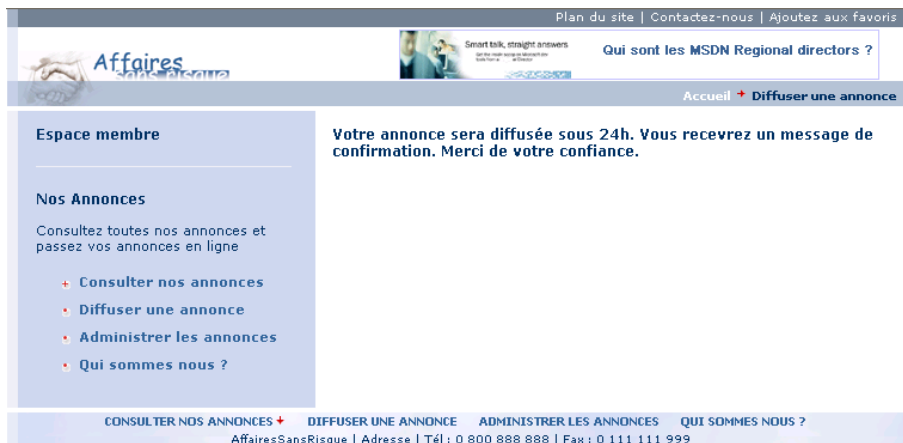 Plan du site | Contactez-nous | Ajoutez aux favoris
Affaires
sans risque
Smart talk, straight answers
Qui sont les MSDN Regional directors ?
Accueil + Diffuser une annonce
Espace membre
Votre annonce sera diffusée sous 24h. Vous recevrez un message de
confirmation. Merci de votre confiance.
Nos Annonces
Consultez toutes nos annonces et
passez vos annonces en ligne
Consulter nos annonces
Diffuser une annonce
Administrer les annonces
Qui sommes nous ?
CONSULTER NOS ANNONCES + DIFFUSER UNE ANNONCE ADMINISTRER LES ANNONCES QUI SOMMES NOUS ?
AffairesSansRisque | Adresse | Tél : 0 800 888 888 | Fax : 0 111 111 999